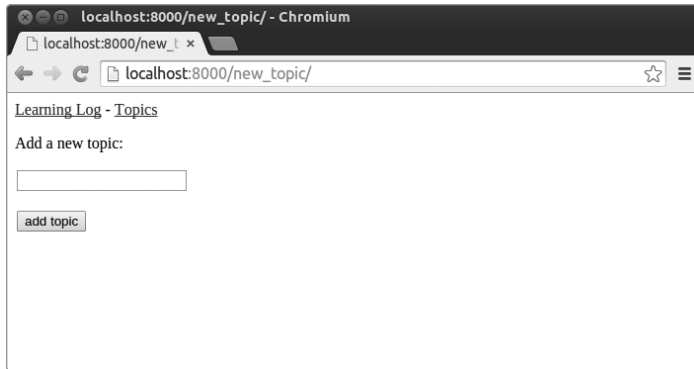 localhost:8000/new_topic/ - Chromium
localhost:8000/new_t
localhost:8000/new_topic/
Learning Log - Topics
Add a new topic:
add topic